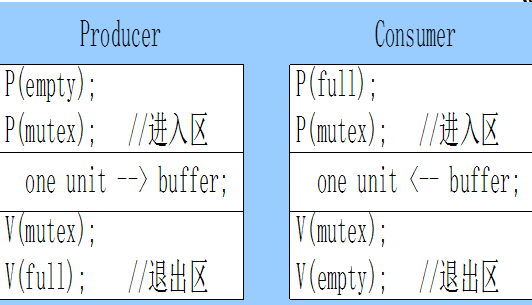 Producer
P(empty);
P(mutex); //进入区
one unit --> buffer;
V(mutex);
V(full); //退出区
Consumer
P(full);
P(mutex); //进入区
one unit <-- buffer;
V(mutex);
V(empty); //退出区